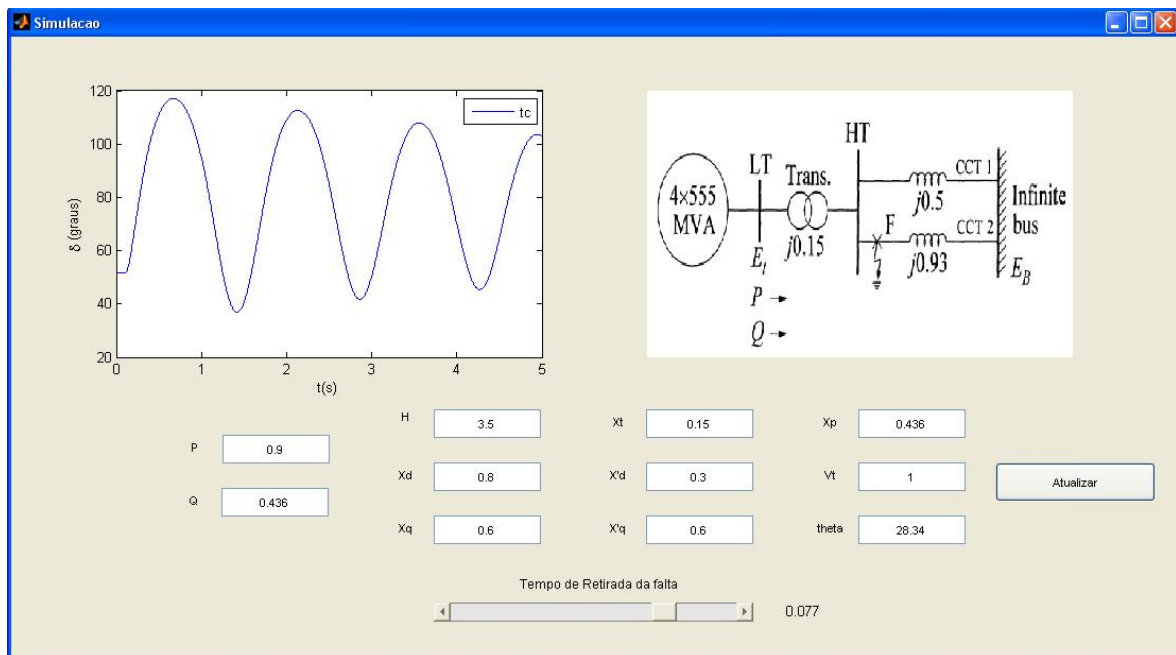 Simulacao
120
100
80
60
40
20
0
1
2
3
4
5
δ (graus)
t(s)
tc
4×555
MVA
LT
Trans.
j0.15
E_t
P →
Q →
HT
CCT 1
j0.5
F
CCT 2
j0.93
Infinite
bus
E_B
P
0.9
Q
0.436
H
3.5
Xd
0.8
Xq
0.6
Xt
0.15
X'd
0.3
X'q
0.6
Xp
0.436
Vt
1
theta
28.34
Atualizar
Tempo de Retirada da falta
0.077